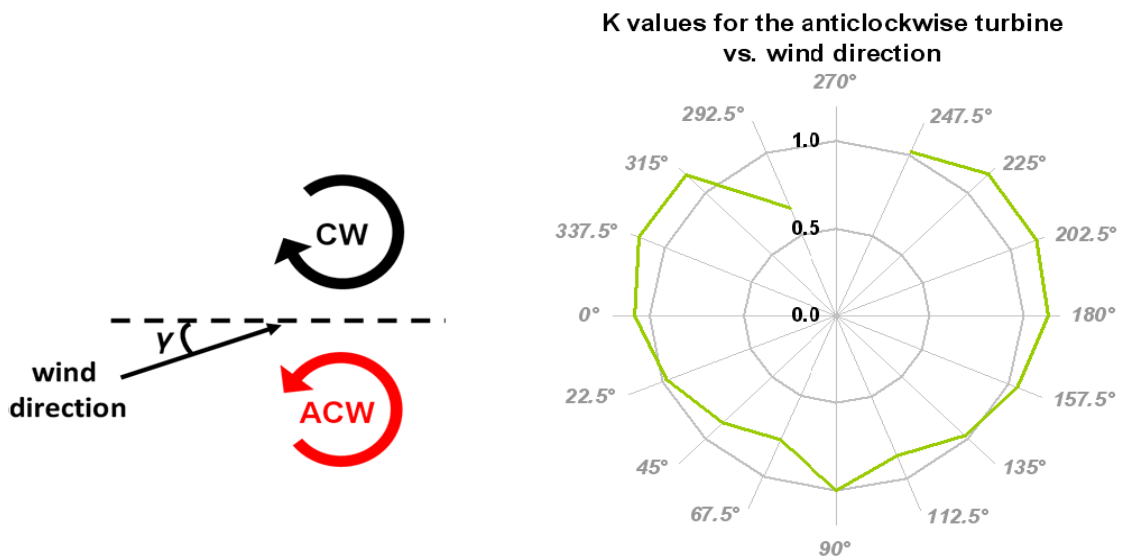 K values for the anticlockwise turbine
vs. wind direction
270°
292.5°
247.5°
1.0
315°
225°
CW
0.5
337.5°
202.5°
0°
0.0
180°
γ
wind
direction
ACW
22.5°
157.5°
45°
135°
67.5°
112.5°
90°